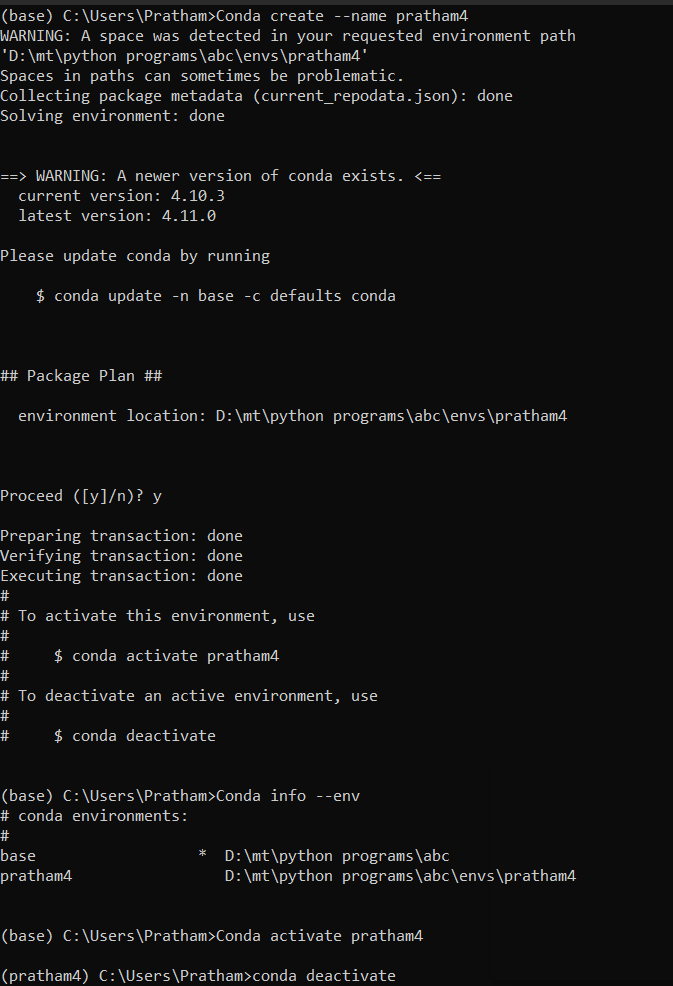 (base) C:\Users\Pratham>Conda create --name pratham4
WARNING: A space was detected in your requested environment path
'D:\mt\python programs\abc\envs\pratham4'
Spaces in paths can sometimes be problematic.
Collecting package metadata (current_repodata.json): done
Solving environment: done
==> WARNING: A newer version of conda exists. <==
  current version: 4.10.3
  latest version: 4.11.0
Please update conda by running
    $ conda update -n base -c defaults conda
## Package Plan ##
  environment location: D:\mt\python programs\abc\envs\pratham4
Proceed ([y]/n)? y
Preparing transaction: done
Verifying transaction: done
Executing transaction: done
#
# To activate this environment, use
#
#     $ conda activate pratham4
#
# To deactivate an active environment, use
#
#     $ conda deactivate
(base) C:\Users\Pratham>Conda info --env
# conda environments:
#
base                  *  D:\mt\python programs\abc
pratham4                 D:\mt\python programs\abc\envs\pratham4
(base) C:\Users\Pratham>Conda activate pratham4
(pratham4) C:\Users\Pratham>conda deactivate